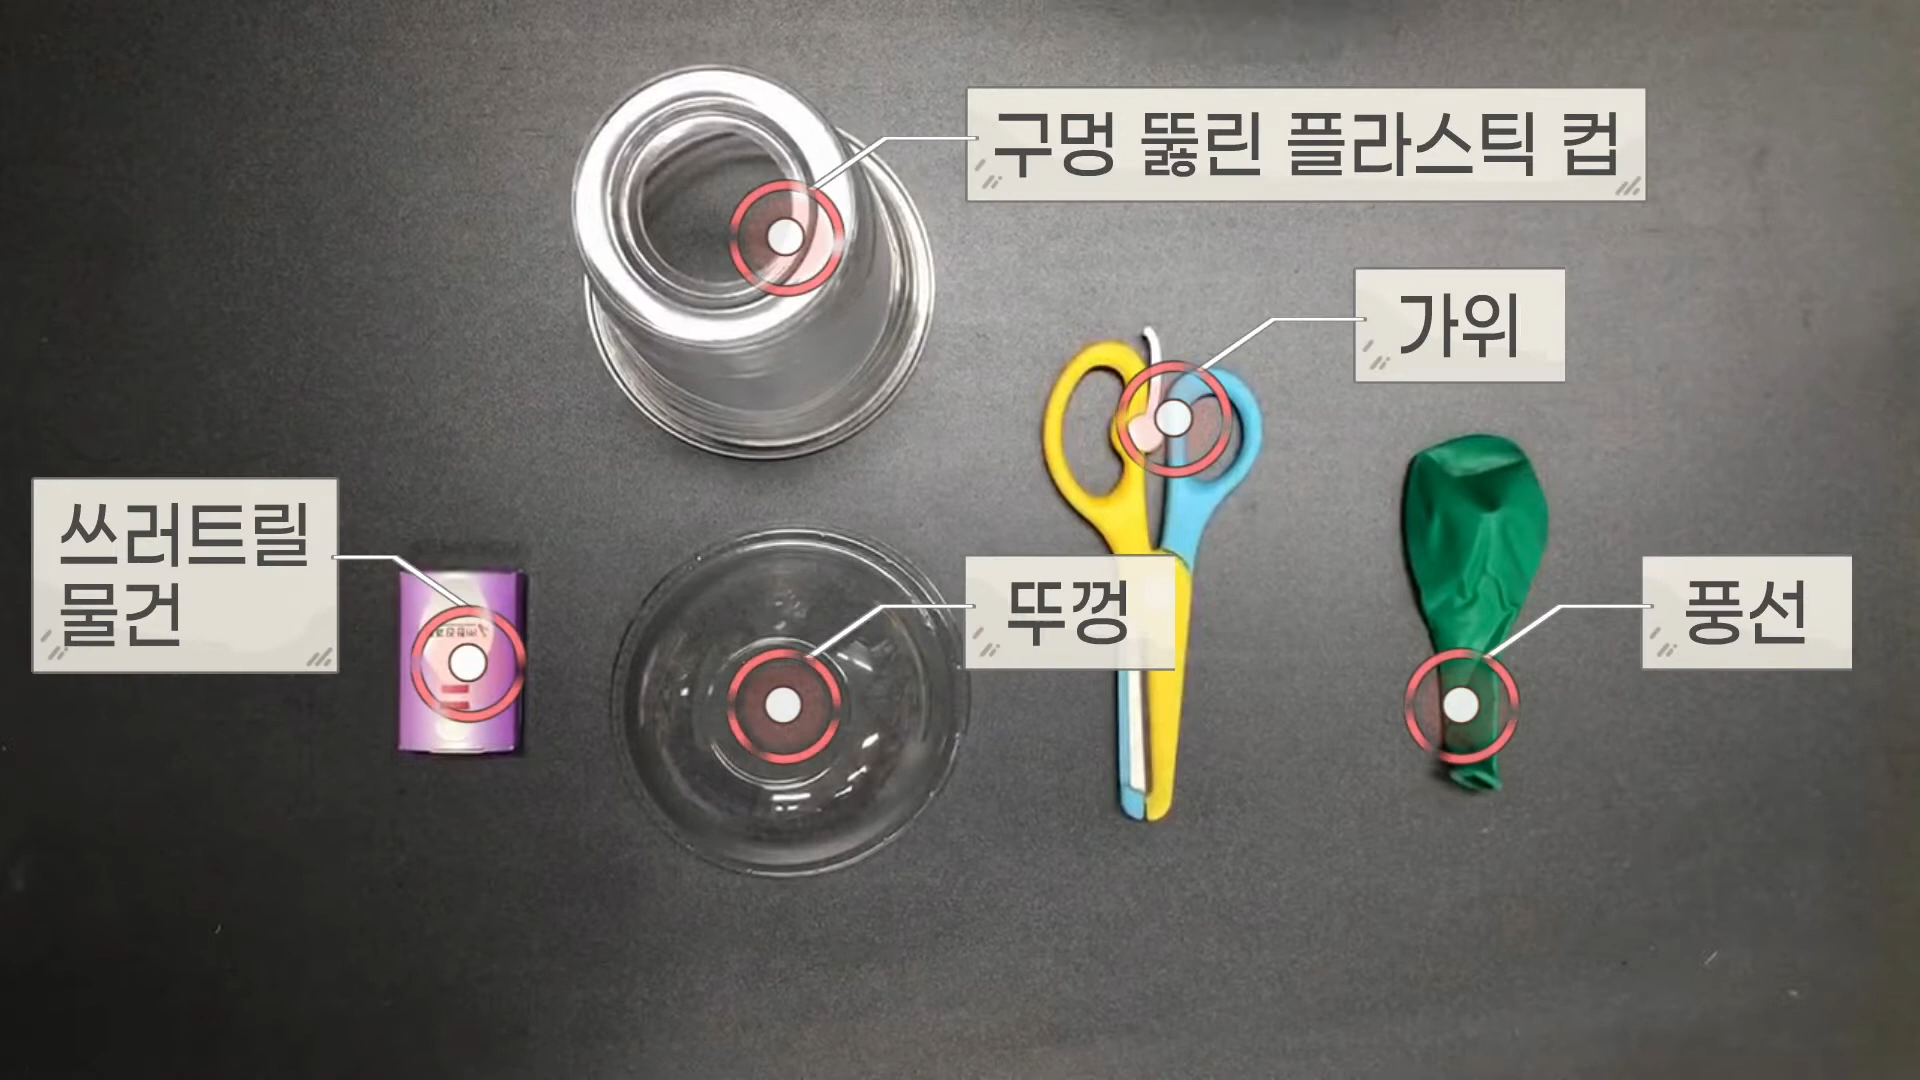 구멍 뚫린 플라스틱 컵
가위
쓰러트릴
물건
뚜껑
풍선